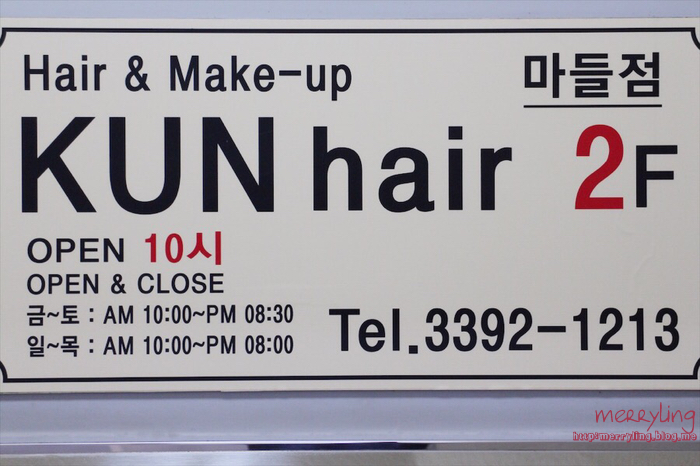 Hair & Make-up
마들점
KUN hair 2F
OPEN 10시
OPEN & CLOSE
금~토 : AM 10:00~PM 08:30
일~목 : AM 10:00~PM 08:00
Tel.3392-1213
merryling
http:merryling.blog.me